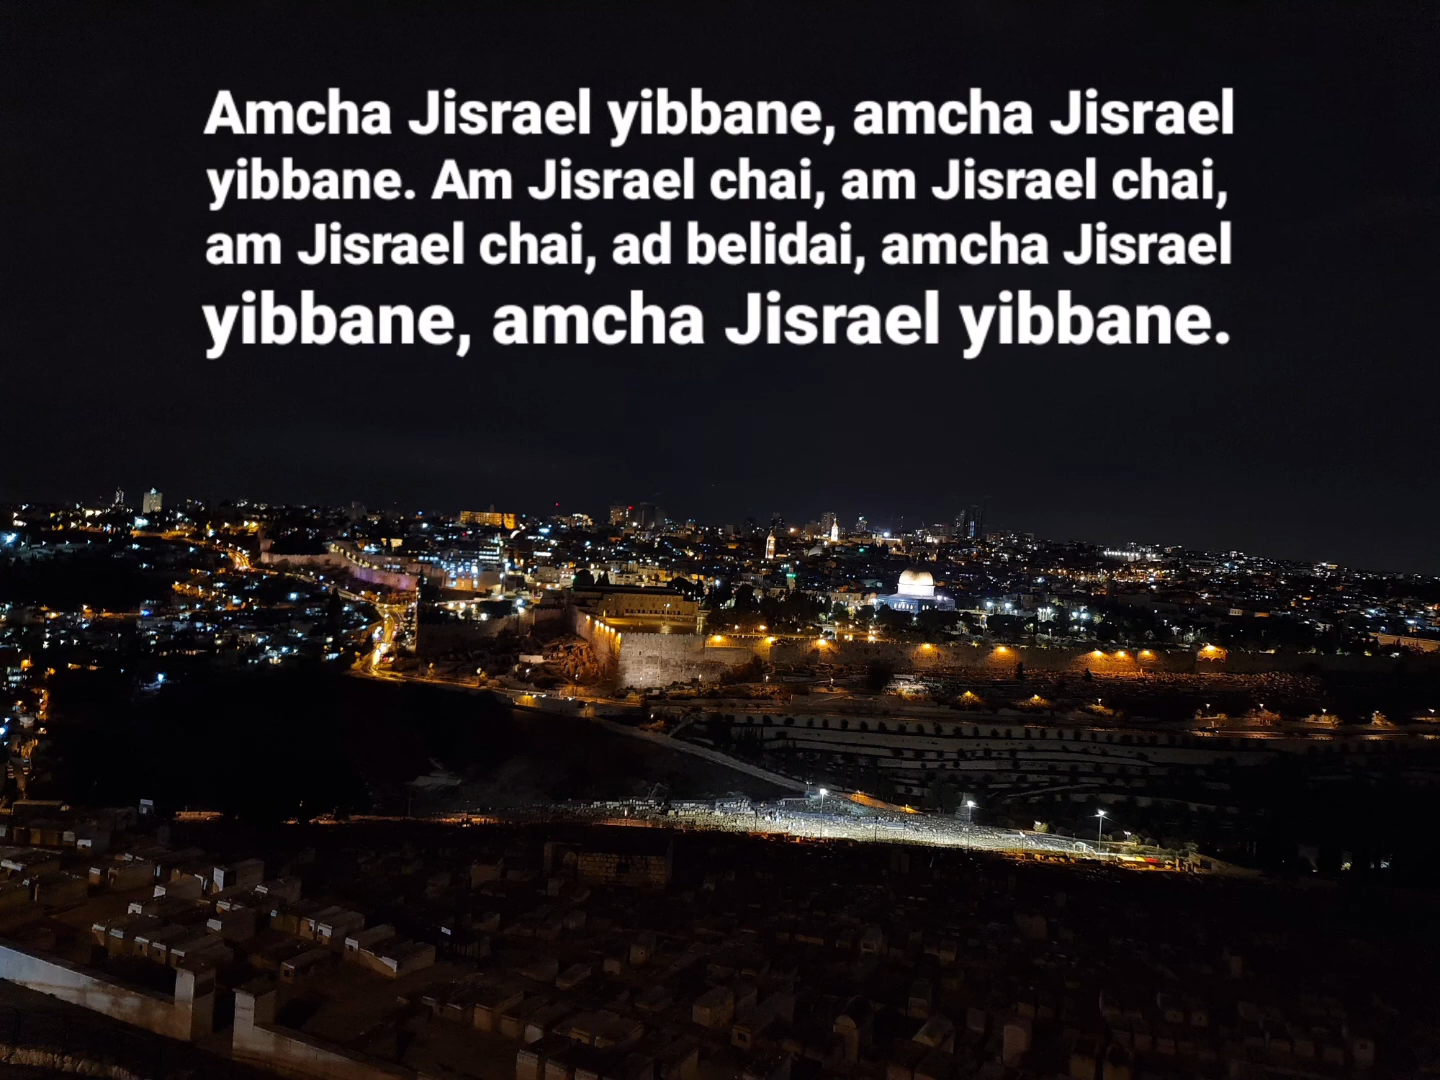 Amcha Jisrael yibbane, amcha Jisrael
yibbane. Am Jisrael chai, am Jisrael chai,
am Jisrael chai, ad belidai, amcha Jisrael
yibbane, amcha Jisrael yibbane.